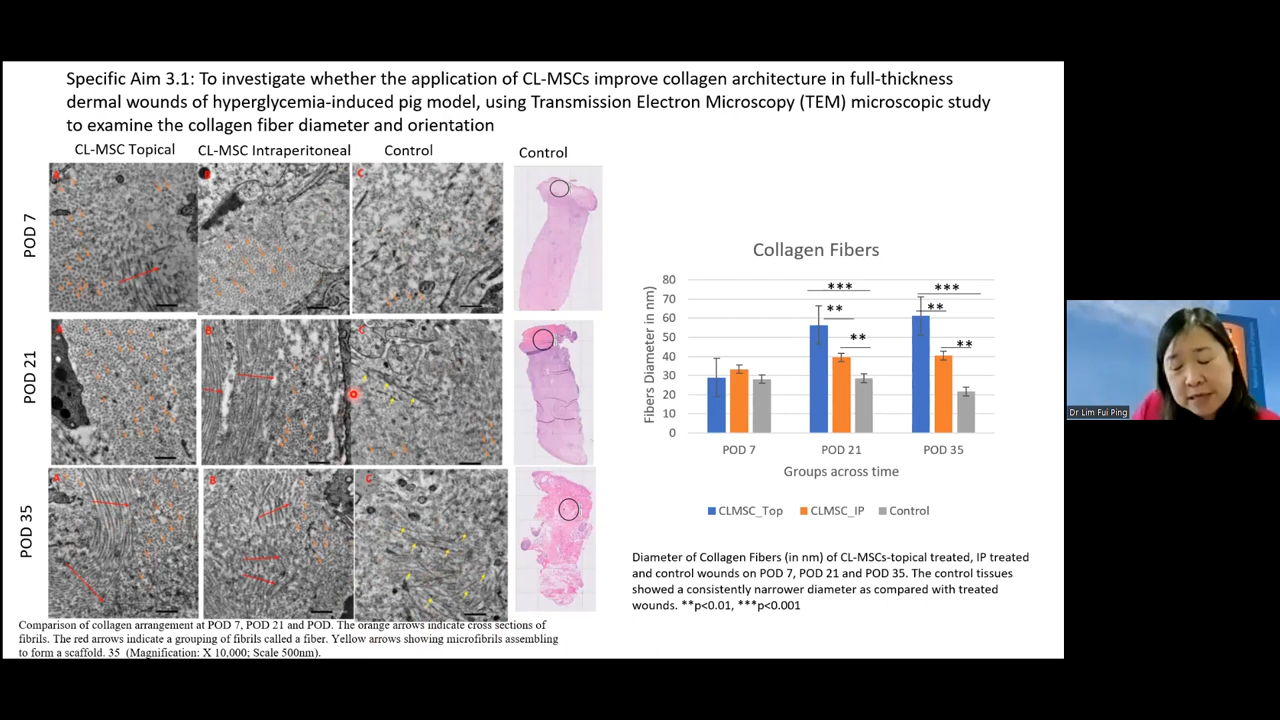 Specific Aim 3.1: To investigate whether the application of CL-MSCs improve collagen architecture in full-thickness
dermal wounds of hyperglycemia-induced pig model, using Transmission Electron Microscopy (TEM) microscopic study
to examine the collagen fiber diameter and orientation
CL-MSC Topical
CL-MSC Intraperitoneal
Control
Control
POD 7
A
B
C
POD 21
A
B
C
POD 35
A
B
C
Comparison of collagen arrangement at POD 7, POD 21 and POD. The orange arrows indicate cross sections of
fibrils. The red arrows indicate a grouping of fibrils called a fiber. Yellow arrows showing microfibrils assembling
to form a scaffold. 35 (Magnification: X 10,000; Scale 500nm).
Collagen Fibers
Fibers Diameter in nm)
80
70
60
50
40
30
20
10
0
***
**
**
***
**
**
POD 7
POD 21
POD 35
Groups across time
CLMSC_Top
CLMSC_IP
Control
Diameter of Collagen Fibers (in nm) of CL-MSCs-topical treated, IP treated
and control wounds on POD 7, POD 21 and POD 35. The control tissues
showed a consistently narrower diameter as compared with treated
wounds. **p<0.01, ***p<0.001
Dr Lim Fui Ping